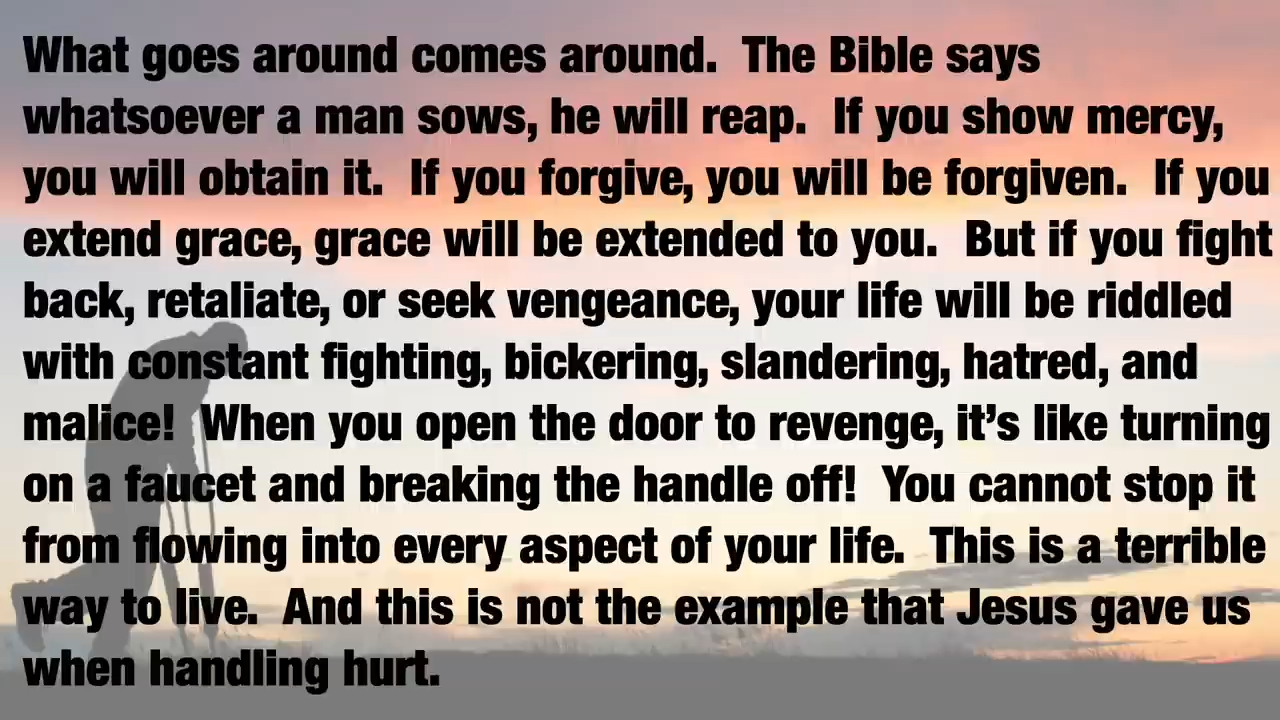 What goes around comes around.  The Bible says
whatsoever a man sows, he will reap.  If you show mercy,
you will obtain it.  If you forgive, you will be forgiven.  If you
extend grace, grace will be extended to you.  But if you fight
back, retaliate, or seek vengeance, your life will be riddled
with constant fighting, bickering, slandering, hatred, and
malice!  When you open the door to revenge, it’s like turning
on a faucet and breaking the handle off!  You cannot stop it
from flowing into every aspect of your life.  This is a terrible
way to live.  And this is not the example that Jesus gave us
when handling hurt.